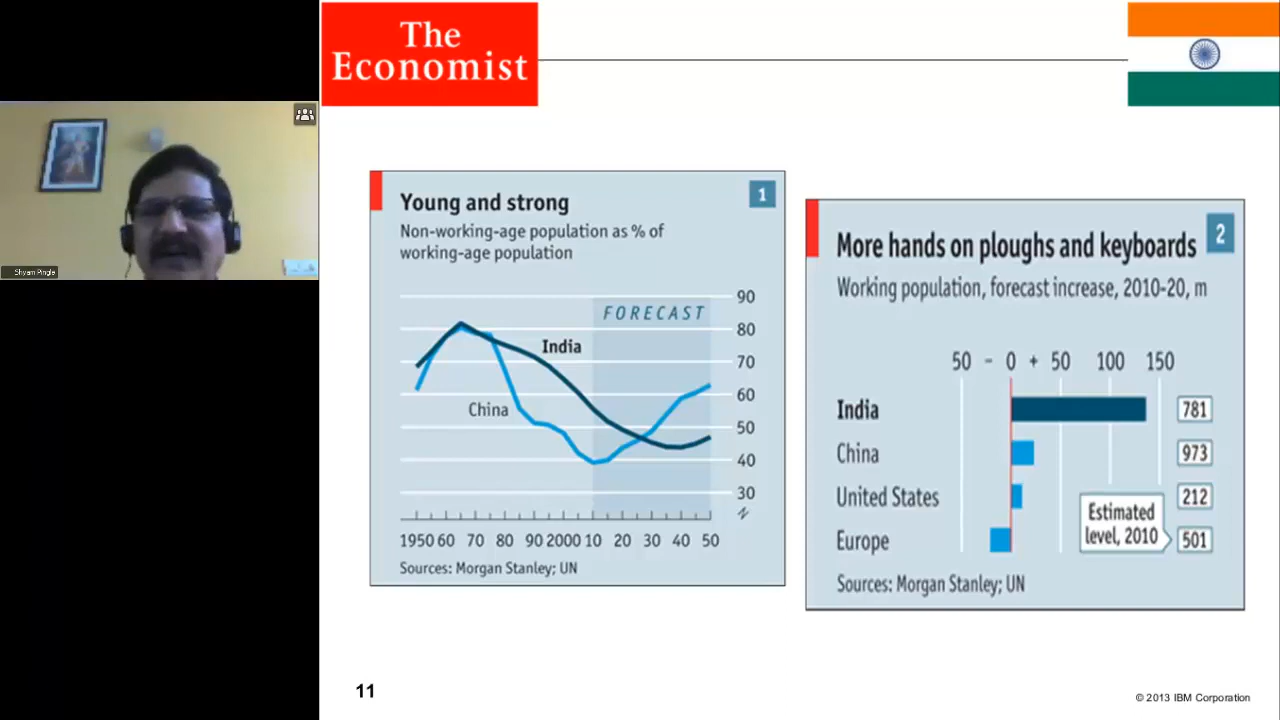 The
Economist
Shyam Pingle
Young and strong
1
Non-working-age population as % of
working-age population
90
FORECAST
80
India
70
60
China
50
40
30
1950 60 70 80 90 2000 10 20 30 40 50
Sources: Morgan Stanley; UN
More hands on ploughs and keyboards
2
Working population, forecast increase, 2010-20, m
50 - 0 + 50 100 150
India 781
China 973
United States 212
Estimated
level, 2010
Europe 501
Sources: Morgan Stanley; UN
11
© 2013 IBM Corporation